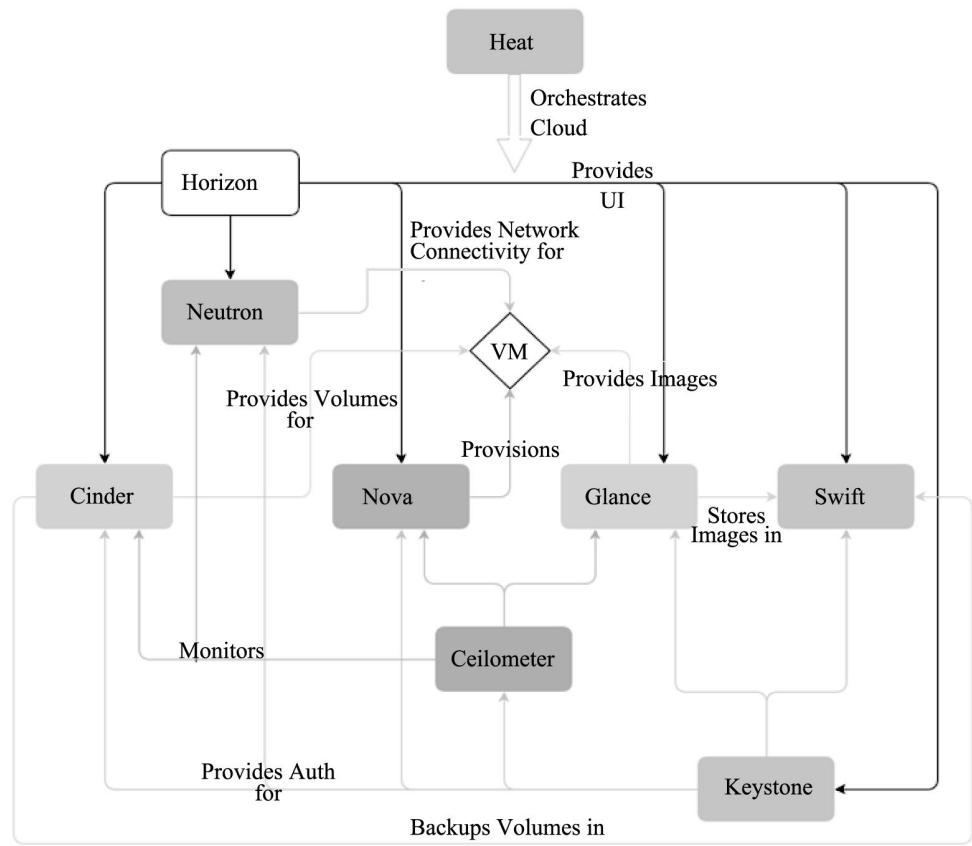 Heat
Orchestrates
Cloud
Horizon
Provides
UI
Provides Network
Connectivity for
Neutron
VM
Provides Images
Provides Volumes
for
Provisions
Cinder
Nova
Glance
Swift
Stores
Images in
Monitors
Ceilometer
Provides Auth
for
Keystone
Backups Volumes in